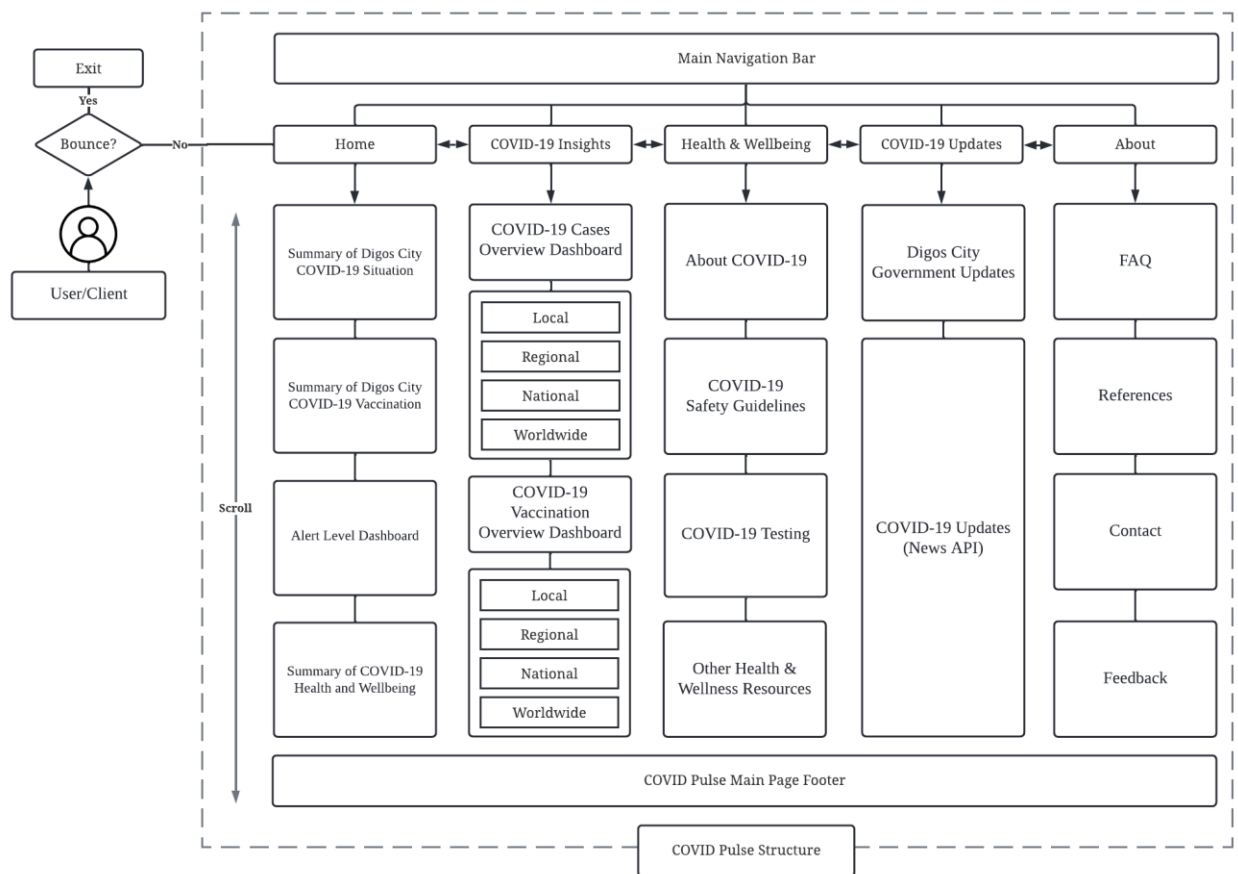 Main Navigation Bar
Exit
Yes
Bounce?
No
User/Client
Home
COVID-19 Insights
Health & Wellbeing
COVID-19 Updates
About
Scroll
Summary of Digos City
COVID-19 Situation
Summary of Digos City
COVID-19 Vaccination
Alert Level Dashboard
Summary of COVID-19
Health and Wellbeing
COVID-19 Cases
Overview Dashboard
Local
Regional
National
Worldwide
COVID-19
Vaccination
Overview Dashboard
Local
Regional
National
Worldwide
About COVID-19
COVID-19
Safety Guidelines
COVID-19 Testing
Other Health &
Wellness Resources
Digos City
Government Updates
COVID-19 Updates
(News API)
FAQ
References
Contact
Feedback
COVID Pulse Main Page Footer
COVID Pulse Structure